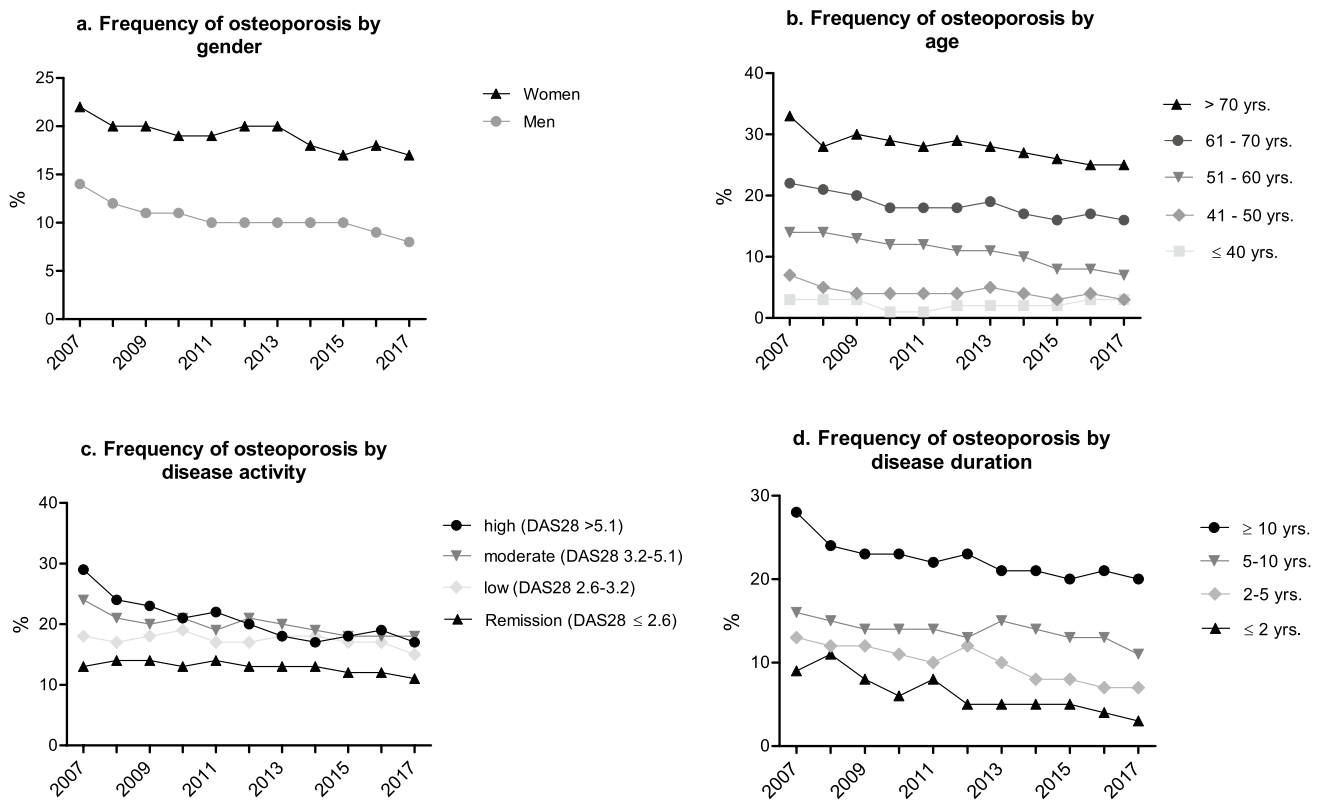 a. Frequency of osteoporosis by
gender
25
20
15
10
5
0
%
2007
2009
2011
2013
2015
2017
Women
Men
b. Frequency of osteoporosis by
age
40
30
20
10
0
%
2007
2009
2011
2013
2015
2017
> 70 yrs.
61 - 70 yrs.
51 - 60 yrs.
41 - 50 yrs.
≤ 40 yrs.
c. Frequency of osteoporosis by
disease activity
40
30
20
10
0
%
2007
2009
2011
2013
2015
2017
high (DAS28 >5.1)
moderate (DAS28 3.2-5.1)
low (DAS28 2.6-3.2)
Remission (DAS28 ≤ 2.6)
d. Frequency of osteoporosis by
disease duration
30
20
10
0
%
2007
2009
2011
2013
2015
2017
≥ 10 yrs.
5-10 yrs.
2-5 yrs.
≤ 2 yrs.